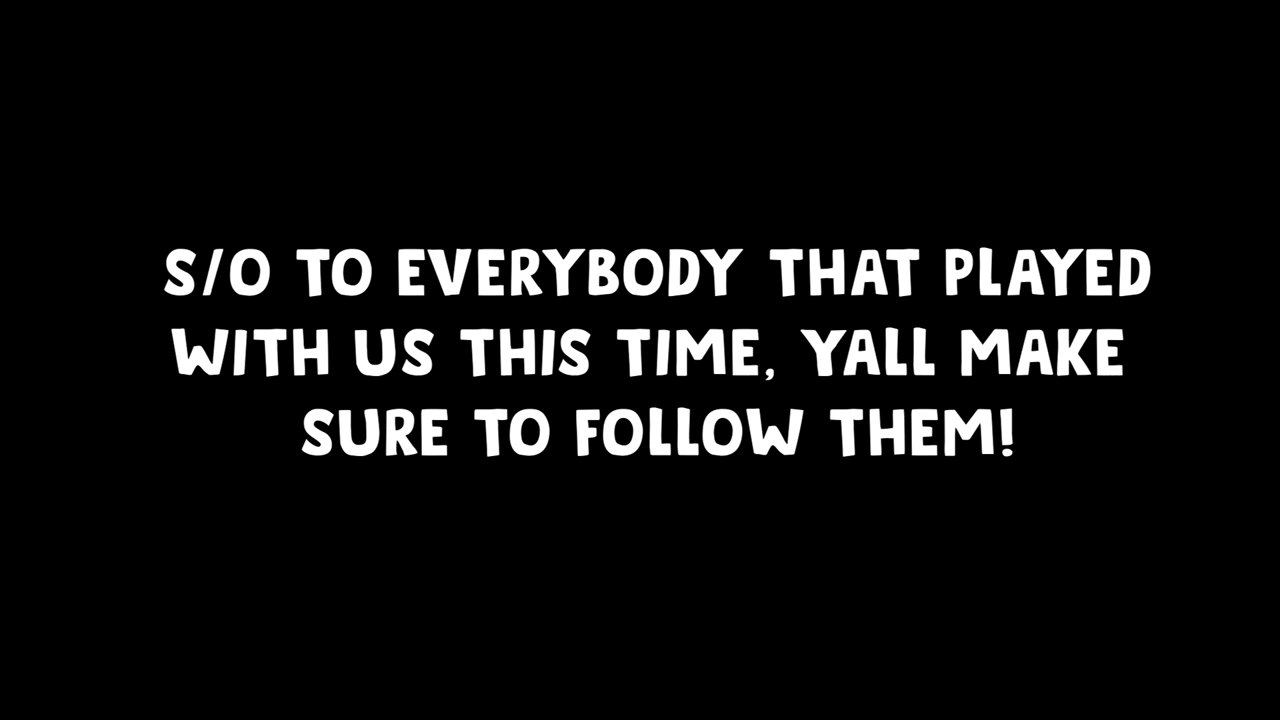 S/O TO EVERYBODY THAT PLAYED
WITH US THIS TIME, YALL MAKE
SURE TO FOLLOW THEM!